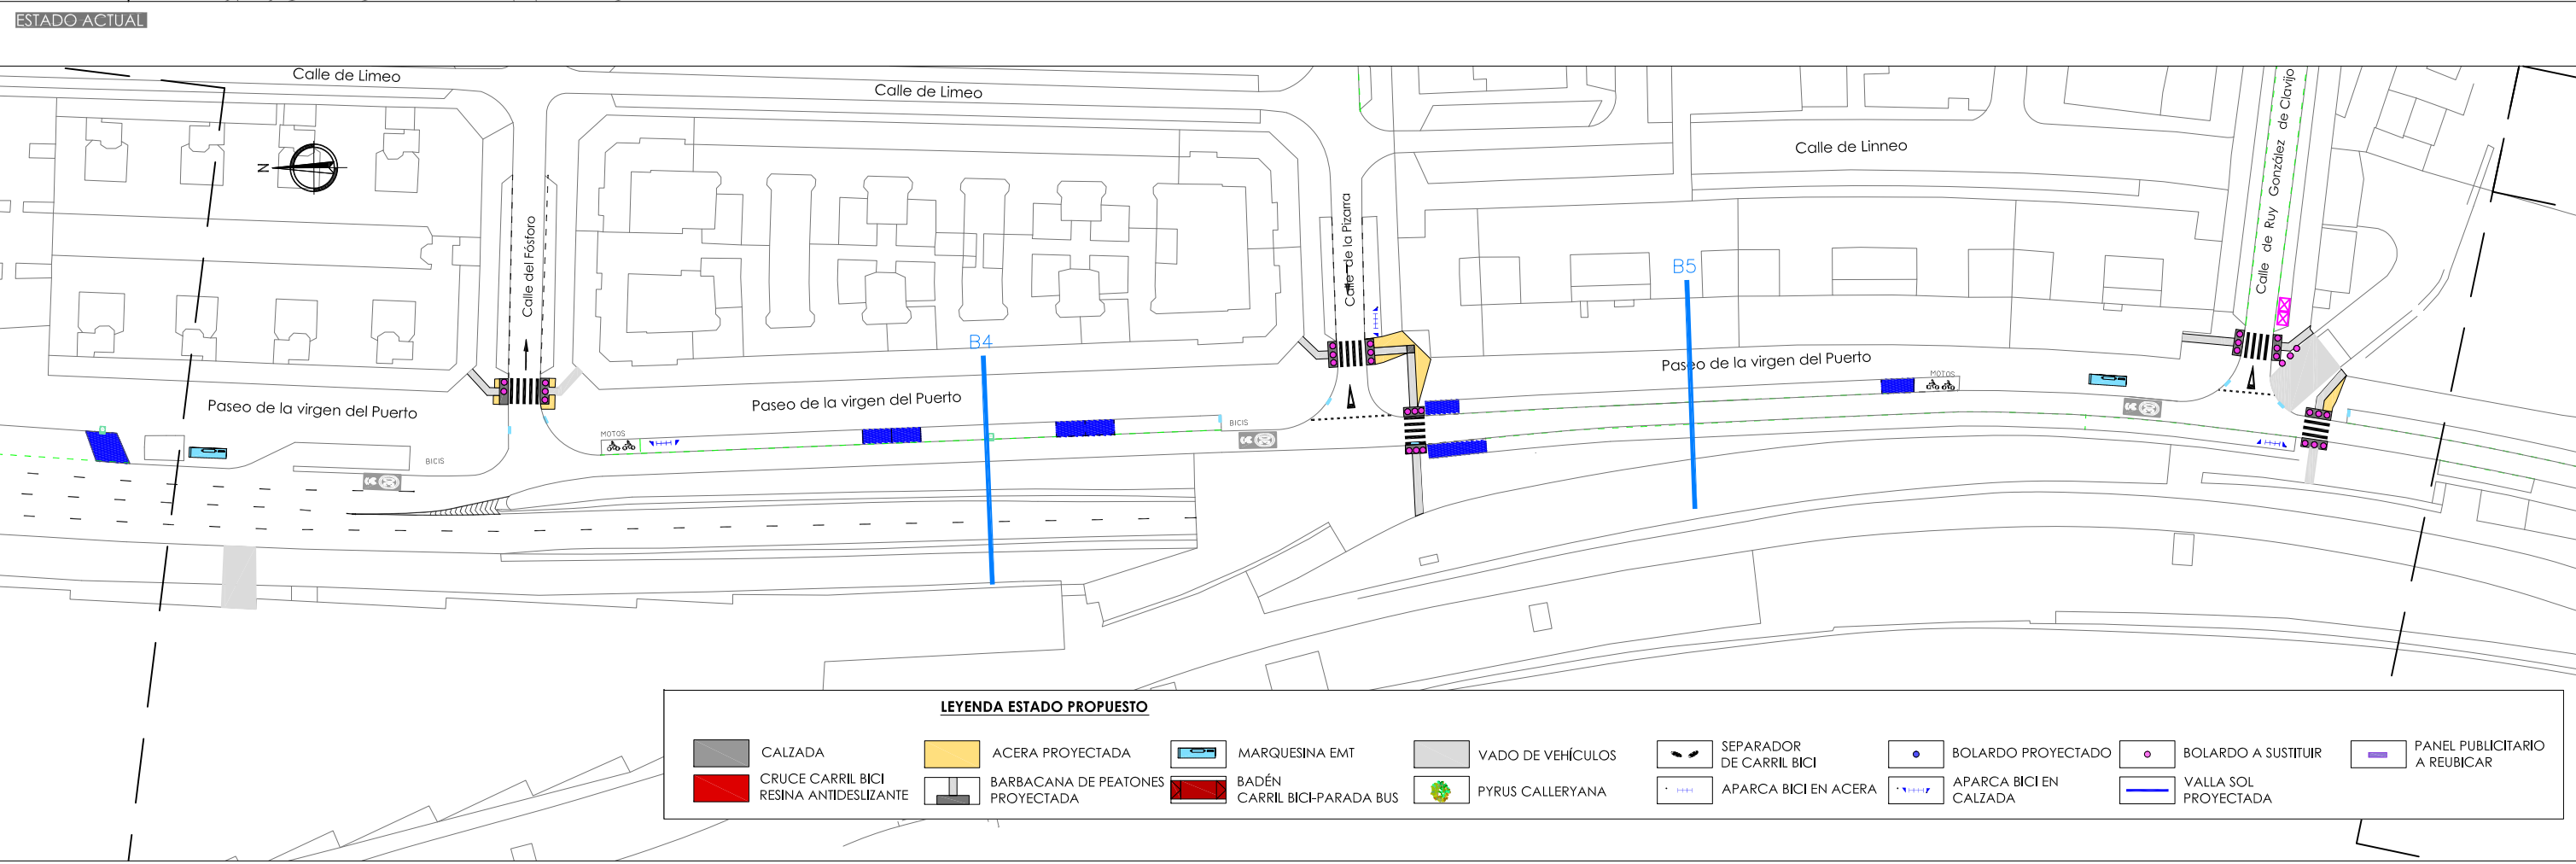 ESTADO ACTUAL
Calle de Limeo
Calle de Limeo
Calle de Linneo
Calle de Ruy González de Clavijo
N
Calle del Fósforo
Calle de la Pizarra
B4
B5
Paseo de la virgen del Puerto
Paseo de la virgen del Puerto
Paseo de la virgen del Puerto
MOTOS
MOTOS
BICIS
BICIS
LEYENDA ESTADO PROPUESTO
CALZADA
ACERA PROYECTADA
MARQUESINA EMT
VADO DE VEHÍCULOS
SEPARADOR
DE CARRIL BICI
BOLARDO PROYECTADO
BOLARDO A SUSTITUIR
PANEL PUBLICITARIO
A REUBICAR
CRUCE CARRIL BICI
RESINA ANTIDESLIZANTE
BARBACANA DE PEATONES
PROYECTADA
BADÉN
CARRIL BICI-PARADA BUS
PYRUS CALLERYANA
APARCA BICI EN ACERA
APARCA BICI EN
CALZADA
VALLA SOL
PROYECTADA